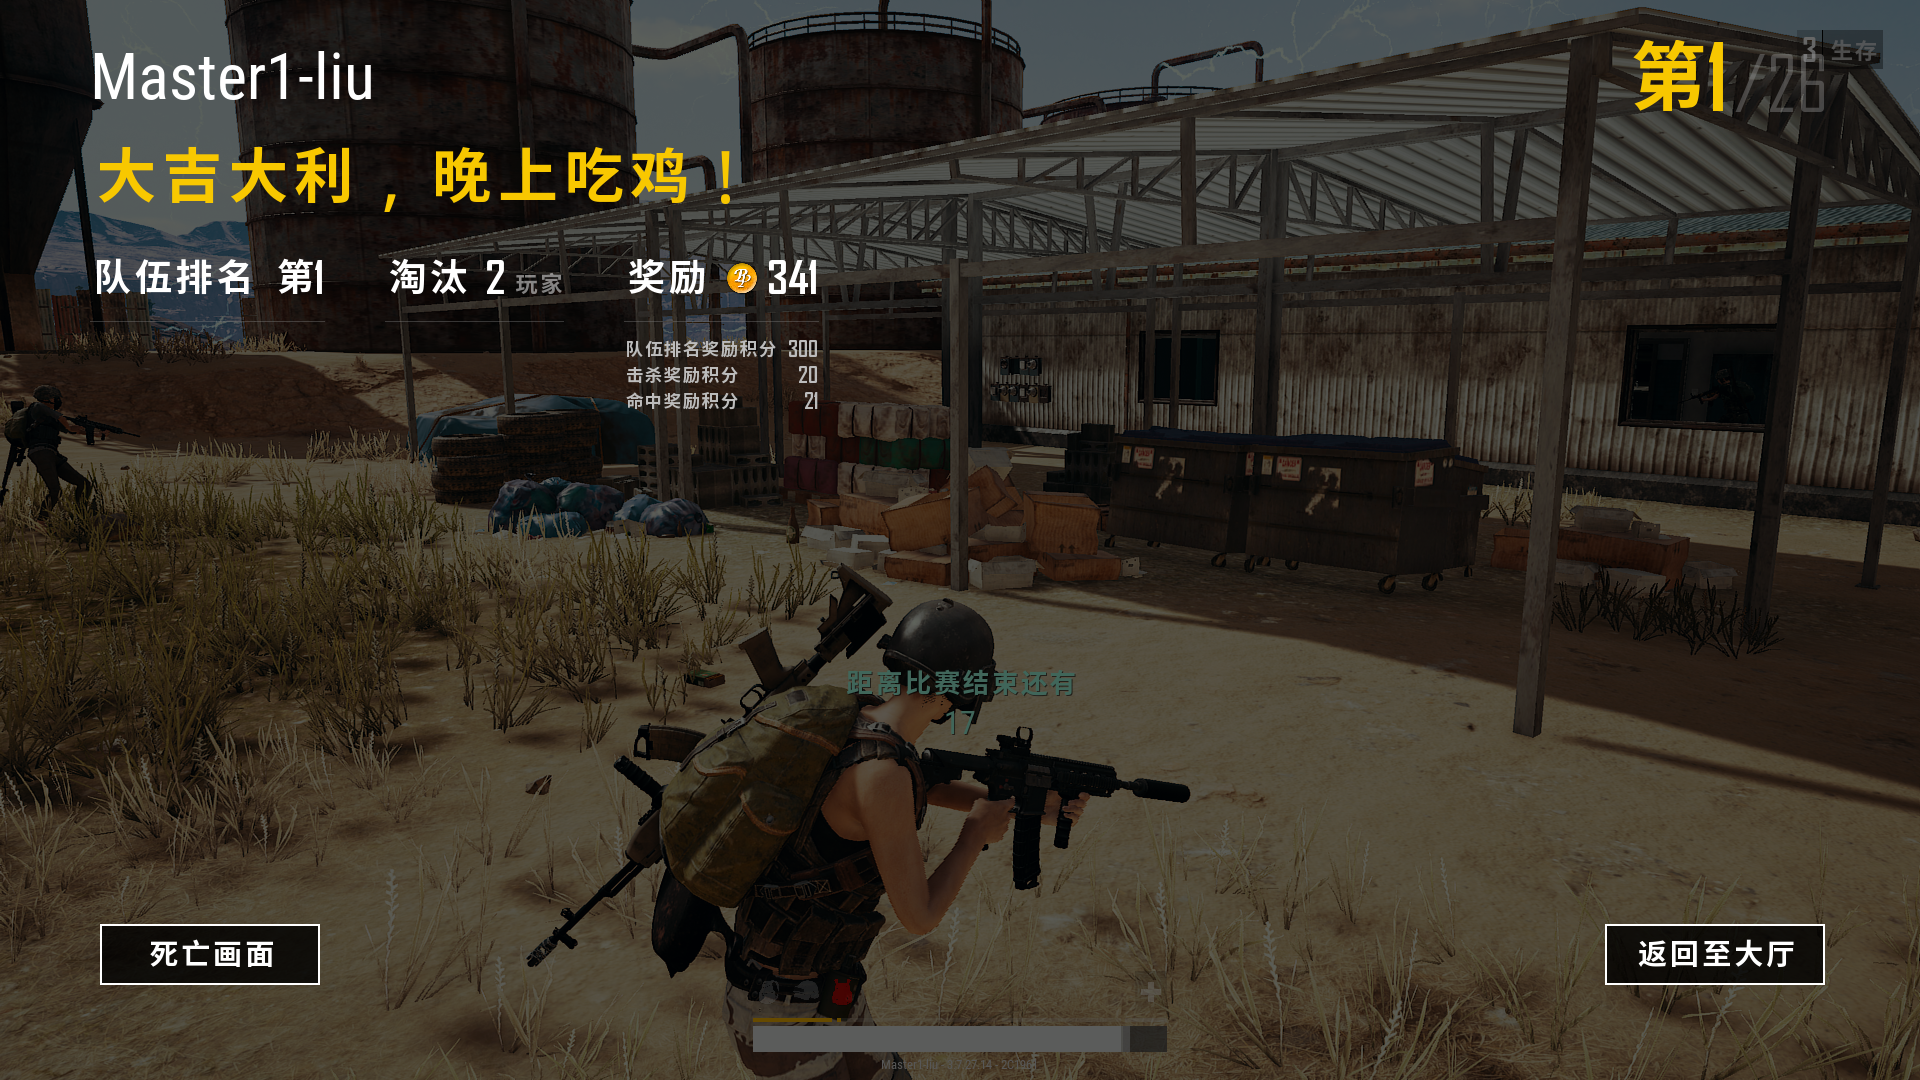 Master1-liu
第1/26
3 生存
大吉大利，晚上吃鸡！
队伍排名 第1
淘汰 2 玩家
奖励 341
队伍排名奖励积分 300
击杀奖励积分 20
命中奖励积分 21
距离比赛结束还有
17
死亡画面
返回至大厅